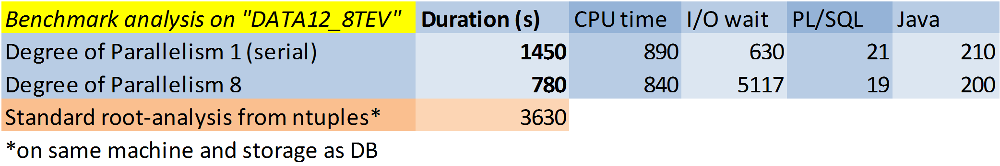 Benchmark analysis on "DATA12_8TEV" Duration (s) CPU time I/O wait PL/SQL Java
Degree of Parallelism 1 (serial) 1450 890 630 21 210
Degree of Parallelism 8 780 840 5117 19 200
Standard root-analysis from ntuples* 3630
*on same machine and storage as DB